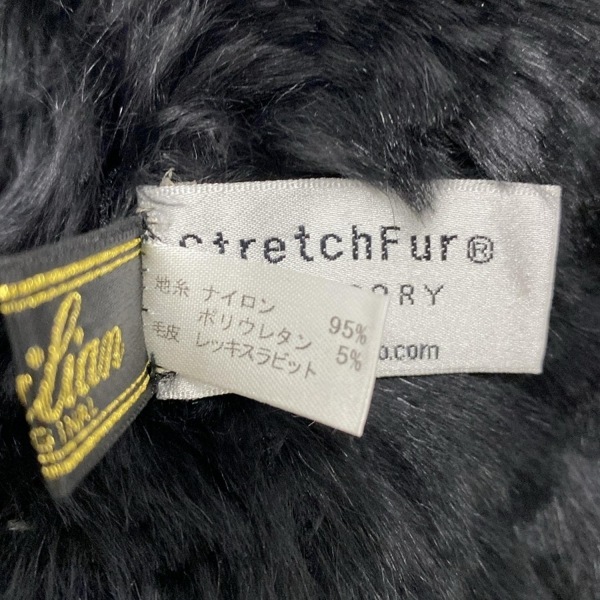 StretchFur®
ORY
o.com
地糸 ナイロン 95%
ポリウレタン 5%
毛皮 レッキスラビット
lian